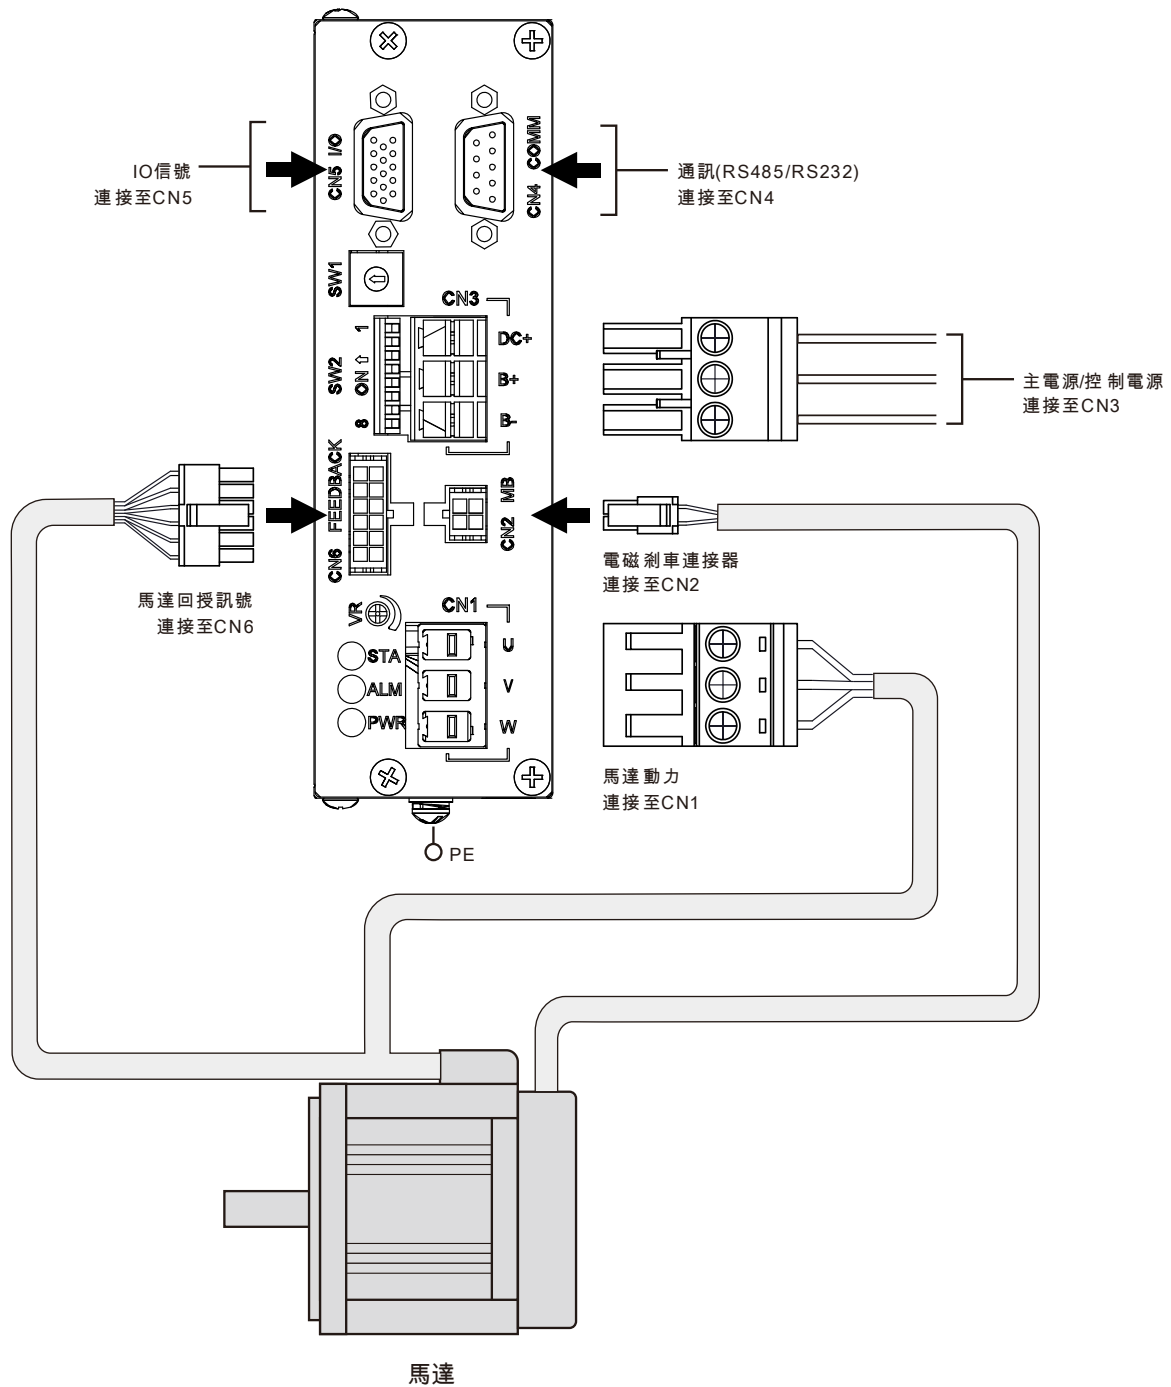 CN5 I/O
CN4 COMM
IO信號
連接至CN5
通訊(RS485/RS232)
連接至CN4
SW1
CN3
SW2
1
ON
8
DC+
B+
B-
主電源/控制電源
連接至CN3
CN6 FEEDBACK
CN2 MB
馬達回授訊號
連接至CN6
電磁剎車連接器
連接至CN2
VR
CN1
STA
ALM
PWR
U
V
W
馬達動力
連接至CN1
PE
馬達